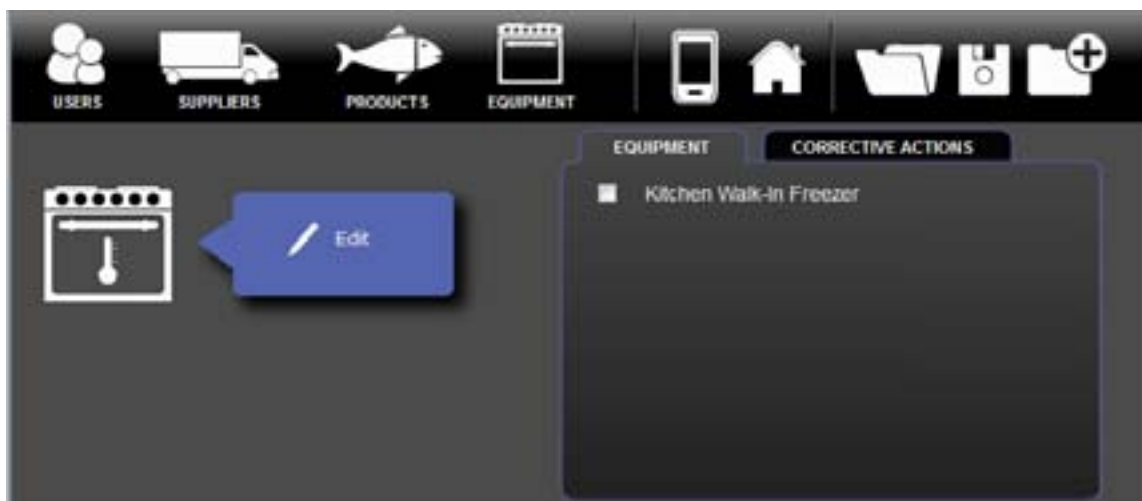 USERS
SUPPLIERS
PRODUCTS
EQUIPMENT
EQUIPMENT
CORRECTIVE ACTIONS
Edit
Kitchen Walk-In Freezer